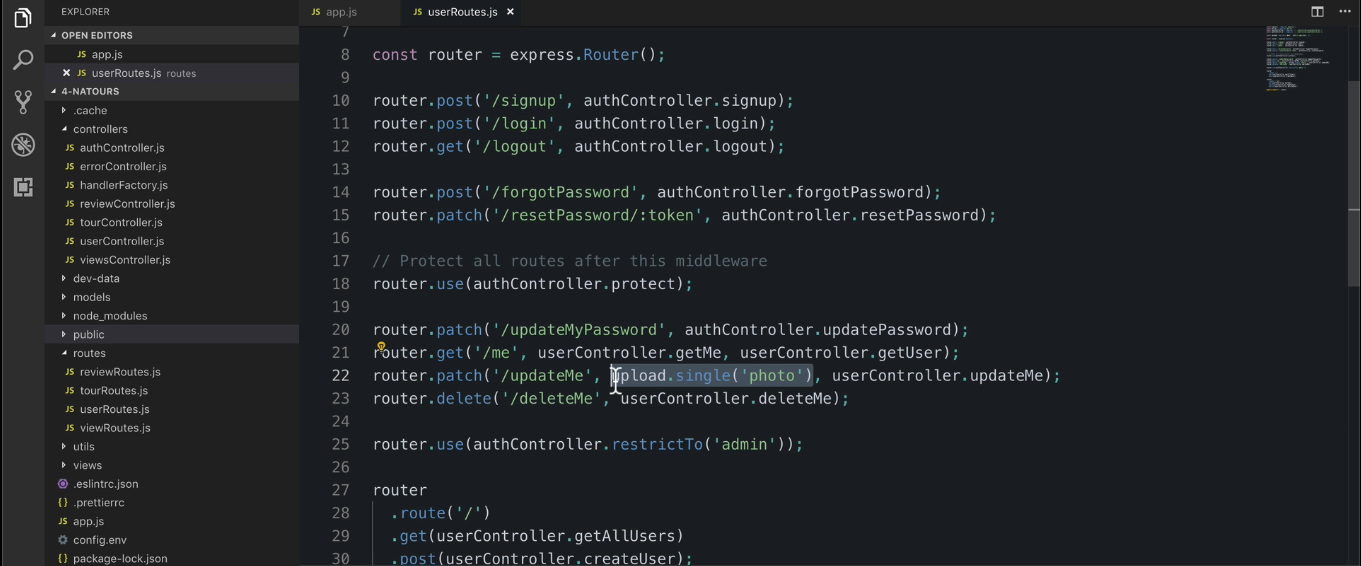 EXPLORER
OPEN EDITORS
JS app.js
× JS userRoutes.js routes
4-NATOURS
.cache
controllers
JS authController.js
JS errorController.js
JS handlerFactory.js
JS reviewController.js
JS tourController.js
JS userController.js
JS viewsController.js
dev-data
models
node_modules
public
routes
JS reviewRoutes.js
JS tourRoutes.js
JS userRoutes.js
JS viewRoutes.js
utils
views
.eslintrc.json
{} .prettierrc
JS app.js
config.env
{} package-lock.json
JS app.js
JS userRoutes.js ×
7
8 const router = express.Router();
9
10 router.post('/signup', authController.signup);
11 router.post('/login', authController.login);
12 router.get('/logout', authController.logout);
13
14 router.post('/forgotPassword', authController.forgotPassword);
15 router.patch('/resetPassword/:token', authController.resetPassword);
16
17 // Protect all routes after this middleware
18 router.use(authController.protect);
19
20 router.patch('/updateMyPassword', authController.updatePassword);
21 router.get('/me', userController.getMe, userController.getUser);
22 router.patch('/updateMe', upload.single('photo'), userController.updateMe);
23 router.delete('/deleteMe', userController.deleteMe);
24
25 router.use(authController.restrictTo('admin'));
26
27 router
28 .route('/')
29 .get(userController.getAllUsers)
30 .post(userController.createUser);